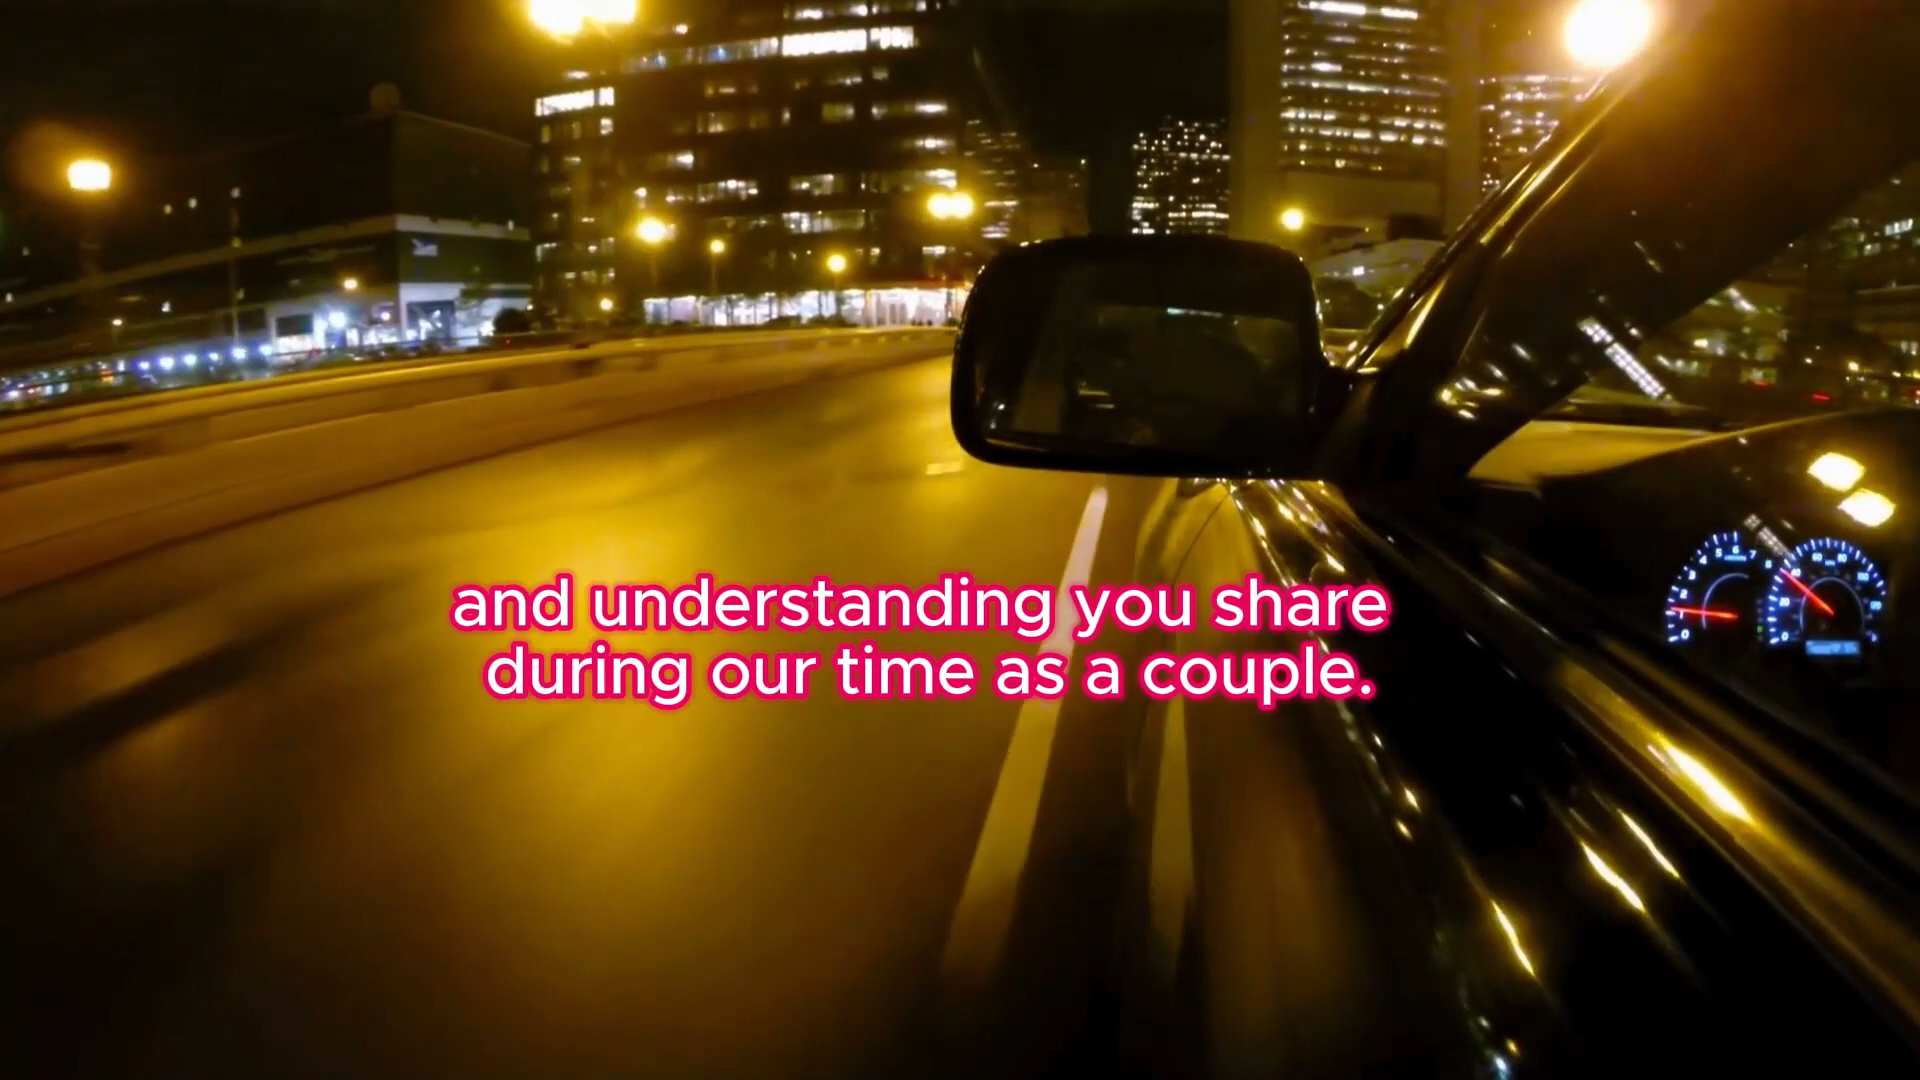 and understanding you share
during our time as a couple.